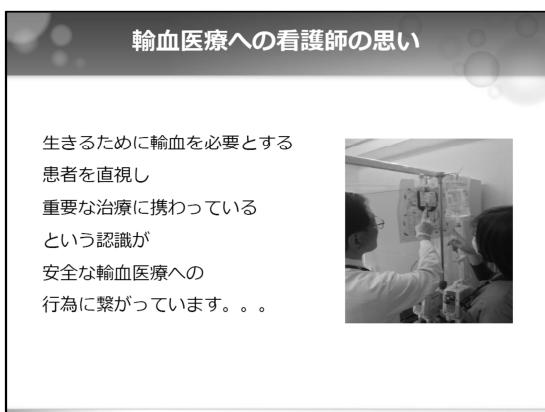 輸血医療への看護師の思い
生きるために輸血を必要とする
患者を直視し
重要な治療に携わっている
という認識が
安全な輸血医療への
行為に繋がっています。。。